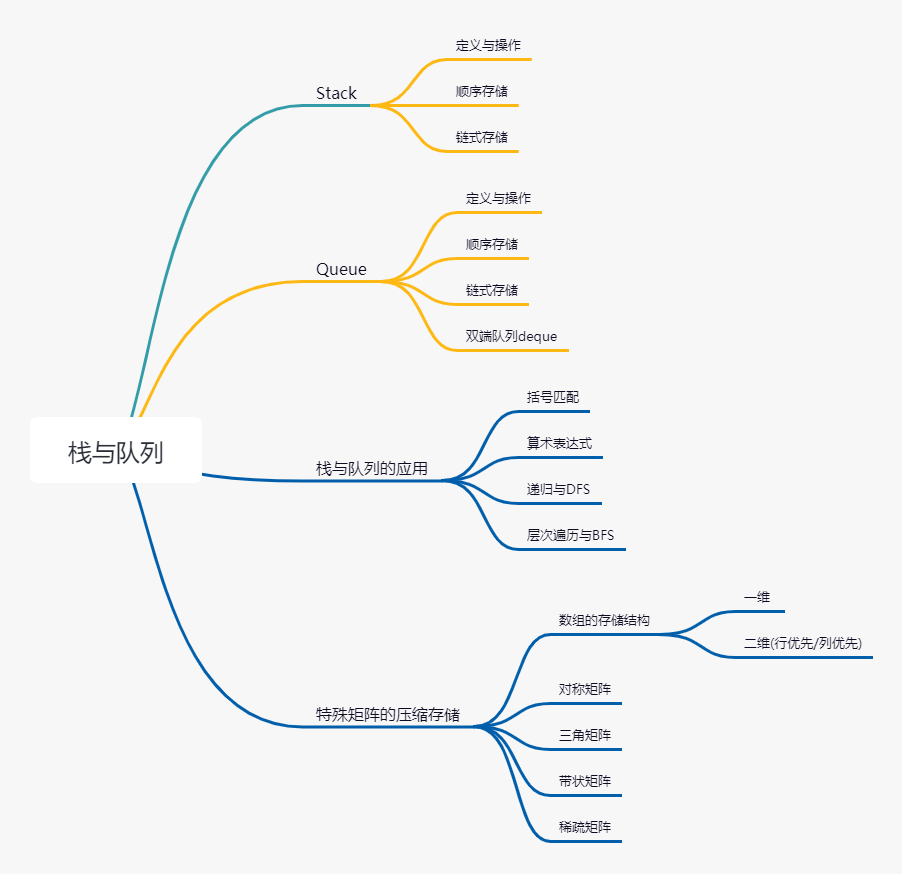 Stack
定义与操作
顺序存储
链式存储
Queue
定义与操作
顺序存储
链式存储
双端队列deque
栈与队列
栈与队列的应用
括号匹配
算术表达式
递归与DFS
层次遍历与BFS
特殊矩阵的压缩存储
数组的存储结构
一维
二维(行优先/列优先)
对称矩阵
三角矩阵
带状矩阵
稀疏矩阵